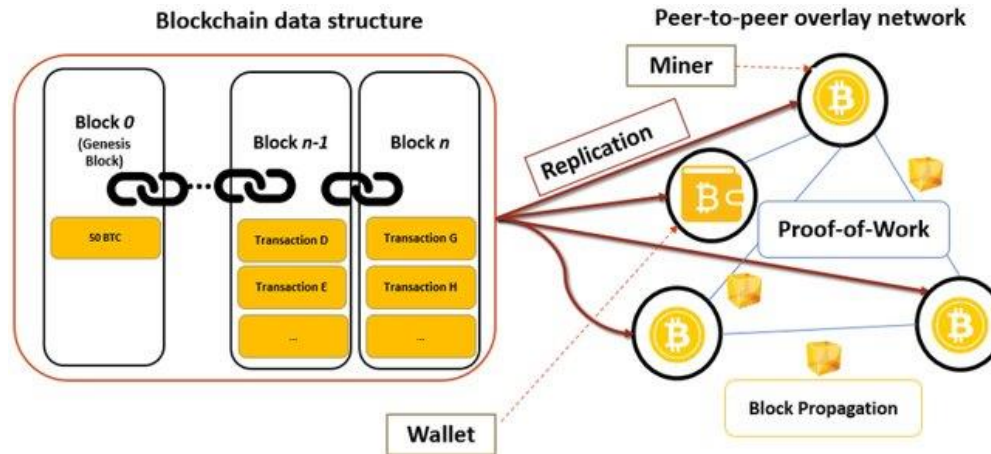 Blockchain data structure
Peer-to-peer overlay network
Block 0
(Genesis
Block)
50 BTC
...
Block n-1
Transaction D
Transaction E
...
Block n
Transaction G
Transaction H
...
Replication
Miner
Proof-of-Work
Block Propagation
Wallet